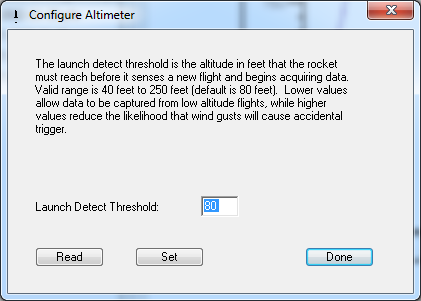 Configure Altimeter
The launch detect threshold is the altitude in feet that the rocket
must reach before it senses a new flight and begins acquiring data.
Valid range is 40 feet to 250 feet (default is 80 feet).  Lower values
allow data to be captured from low altitude flights, while higher
values reduce the likelihood that wind gusts will cause accidental
trigger.
Launch Detect Threshold:
80
Read
Set
Done